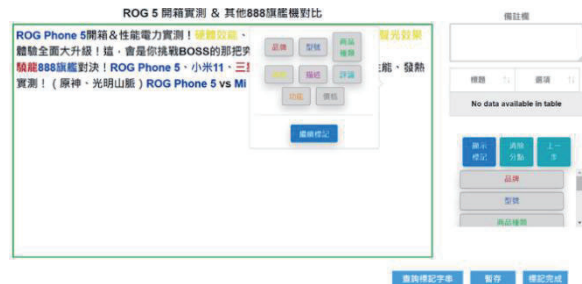 ROG 5 開箱實測 & 其他888旗艦機對比
備註欄
ROG Phone 5開箱&性能電力實測！硬體效能、 聲光效果
體驗全面大升級！這，會是你挑戰BOSS的那把
驍龍888旗艦對決！ROG Phone 5、小米11、三 能、發熱
實測！（原神、光明山脈）ROG Phone 5 vs Mi
品牌 型號 商品種類
描述 評論
功能 價格
繼續標記
標題 選項
No data available in table
顯示標記 清除分點 上一步
品牌
型號
商品種類
查詢標記字串 暫存 標記完成